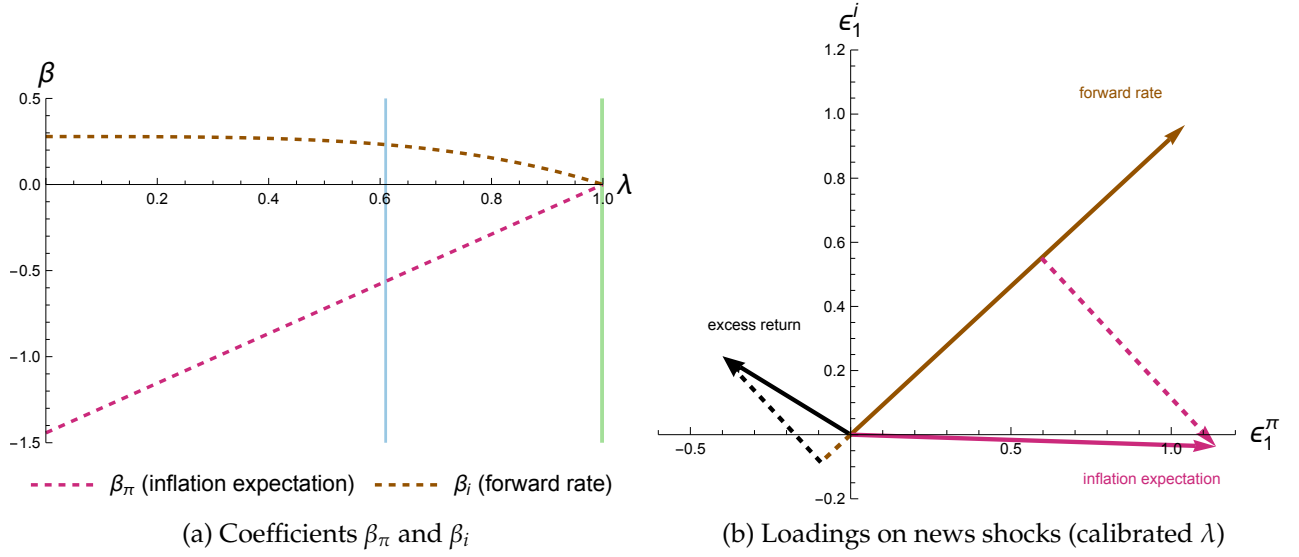 β
0.5
0.0
-0.5
-1.0
-1.5
0.2
0.4
0.6
0.8
1.0
λ
β_π (inflation expectation)
β_i (forward rate)
(a) Coefficients β_π and β_i
ϵ_1^i
1.2
1.0
0.8
0.6
0.4
0.2
-0.2
-0.5
0.5
1.0
ϵ_1^π
forward rate
excess return
inflation expectation
(b) Loadings on news shocks (calibrated λ)